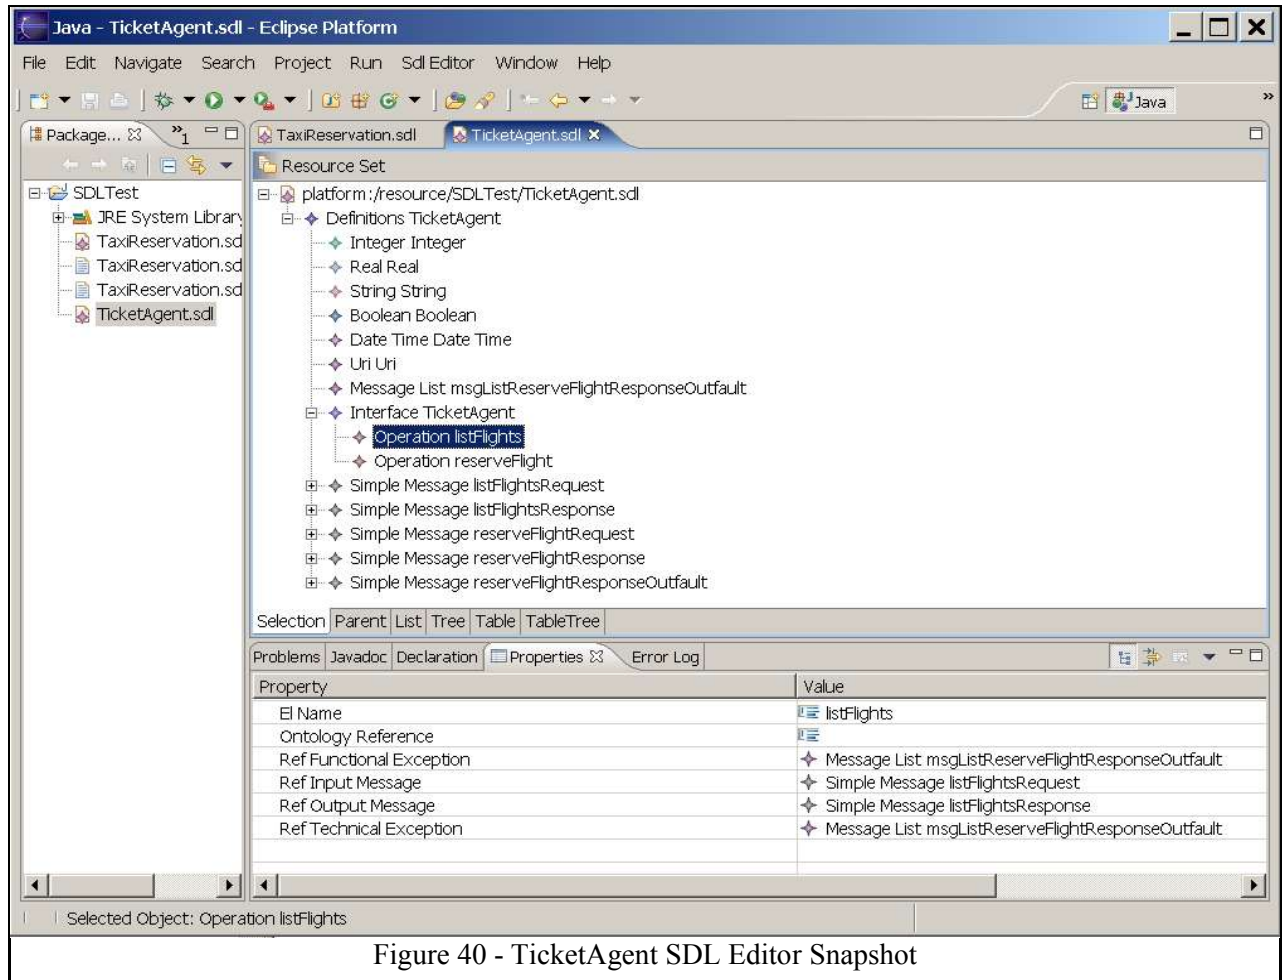 Java - TicketAgent.sdl - Eclipse Platform
File Edit Navigate Search Project Run Sdl Editor Window Help
Java »
Package... »1 TaxiReservation.sdl TicketAgent.sdl
Resource Set
SDLTest
JRE System Library
TaxiReservation.sd
TaxiReservation.sd
TaxiReservation.sd
TicketAgent.sdl
platform:/resource/SDLTest/TicketAgent.sdl
Definitions TicketAgent
Integer Integer
Real Real
String String
Boolean Boolean
Date Time Date Time
Uri Uri
Message List msgListReserveFlightResponseOutfault
Interface TicketAgent
Operation listFlights
Operation reserveFlight
Simple Message listFlightsRequest
Simple Message listFlightsResponse
Simple Message reserveFlightRequest
Simple Message reserveFlightResponse
Simple Message reserveFlightResponseOutfault
Selection Parent List Tree Table TableTree
Problems Javadoc Declaration Properties Error Log
Property Value
El Name listFlights
Ontology Reference
Ref Functional Exception Message List msgListReserveFlightResponseOutfault
Ref Input Message Simple Message listFlightsRequest
Ref Output Message Simple Message listFlightsResponse
Ref Technical Exception Message List msgListReserveFlightResponseOutfault
Selected Object: Operation listFlights
Figure 40 - TicketAgent SDL Editor Snapshot